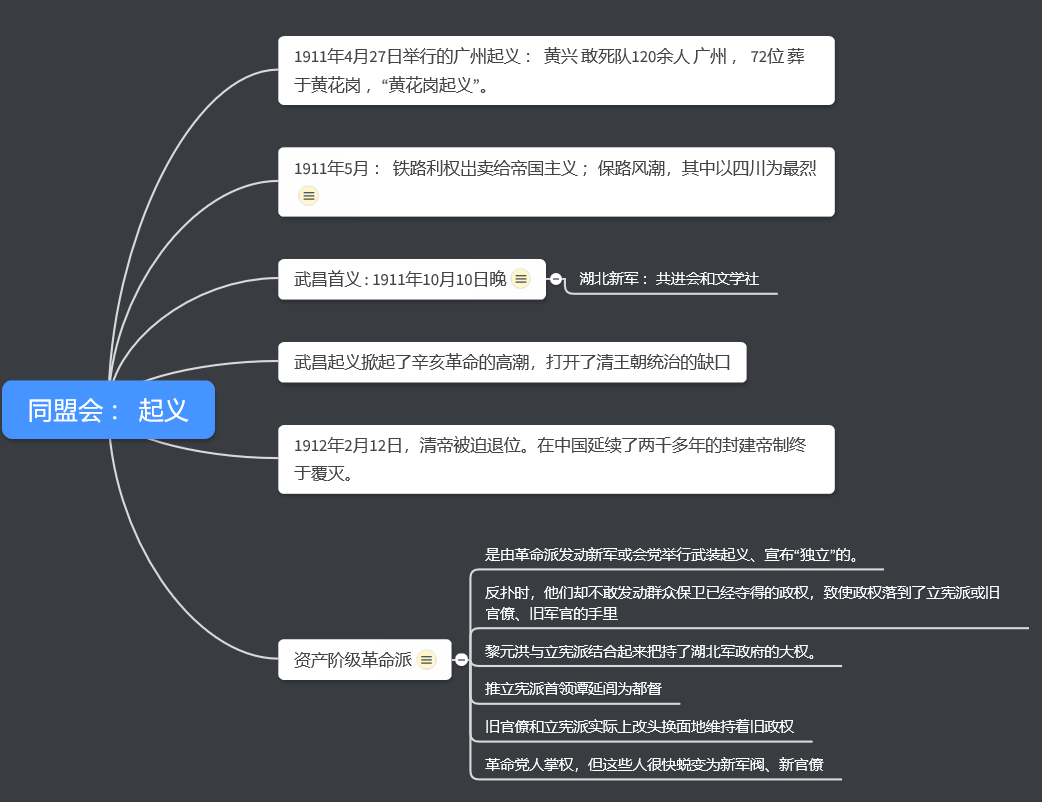 1911年4月27日举行的广州起义： 黄兴 敢死队120余人 广州 ， 72位 葬
于黄花岗 ，“黄花岗起义”。
1911年5月： 铁路利权出卖给帝国主义 ；保路风潮，其中以四川为最烈
武昌首义 : 1911年10月10日晚
湖北新军 ：共进会和文学社
武昌起义掀起了辛亥革命的高潮，打开了清王朝统治的缺口
同盟会： 起义
1912年2月12日，清帝被迫退位。在中国延续了两千多年的封建帝制终
于覆灭。
资产阶级革命派
是由革命派发动新军或会党举行武装起义、宣布“独立”的。
反扑时，他们却不敢发动群众保卫已经夺得的政权，致使政权落到了立宪派或旧
官僚、旧军官的手里
黎元洪与立宪派结合起来把持了湖北军政府的大权。
推立宪派首领谭延闿为都督
旧官僚和立宪派实际上改头换面地维持着旧政权
革命党人掌权，但这些人很快蜕变为新军阀、新官僚